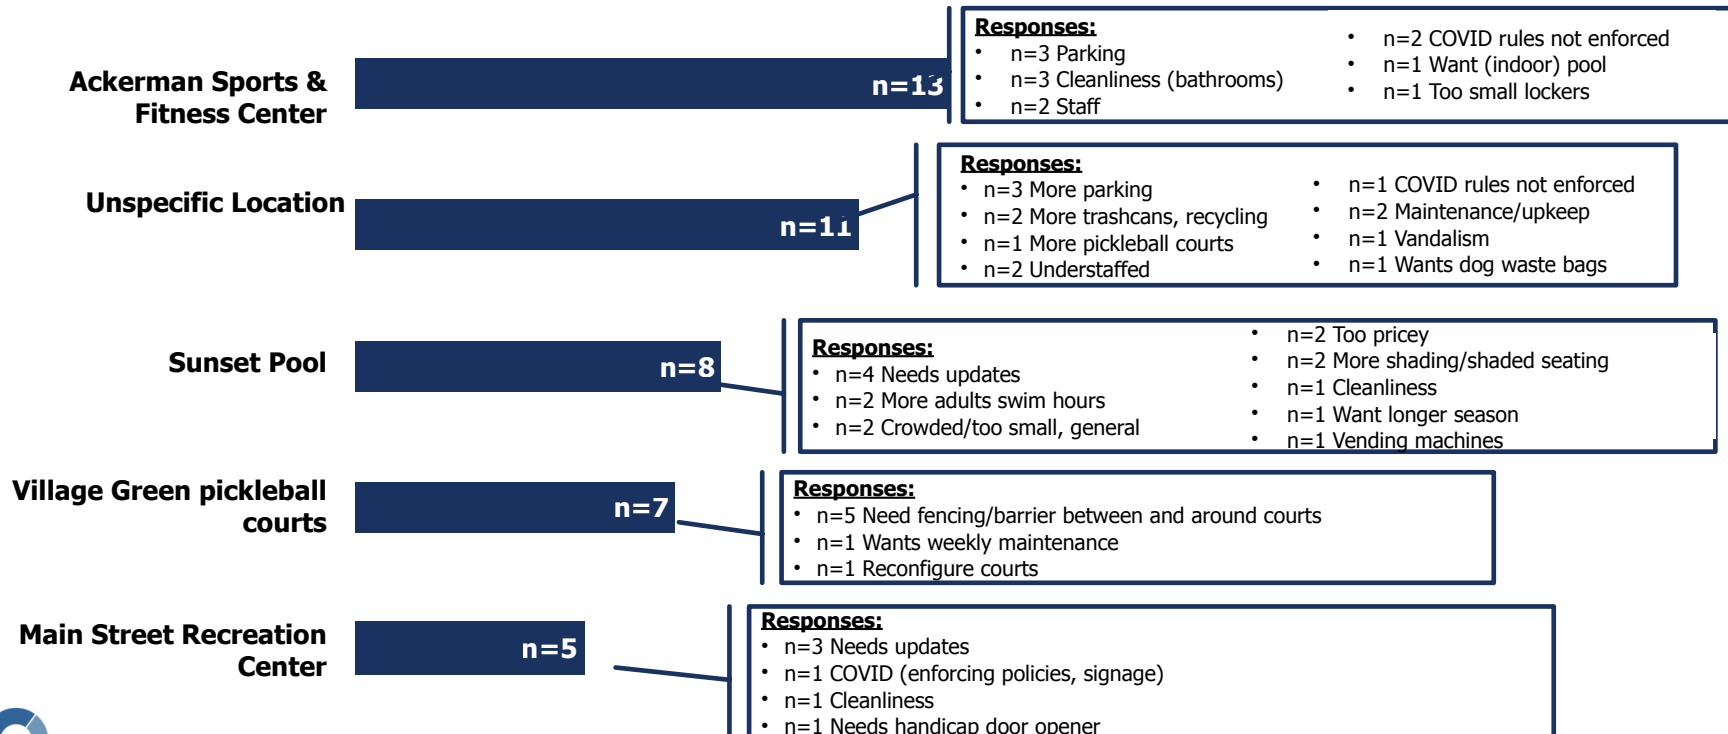 Ackerman Sports &
Fitness Center
n=13
Responses:
• n=3 Parking
• n=3 Cleanliness (bathrooms)
• n=2 Staff
• n=2 COVID rules not enforced
• n=1 Want (indoor) pool
• n=1 Too small lockers
Unspecific Location
n=11
Responses:
• n=3 More parking
• n=2 More trashcans, recycling
• n=1 More pickleball courts
• n=2 Understaffed
• n=1 COVID rules not enforced
• n=2 Maintenance/upkeep
• n=1 Vandalism
• n=1 Wants dog waste bags
Sunset Pool
n=8
Responses:
• n=4 Needs updates
• n=2 More adults swim hours
• n=2 Crowded/too small, general
• n=2 Too pricey
• n=2 More shading/shaded seating
• n=1 Cleanliness
• n=1 Want longer season
• n=1 Vending machines
Village Green pickleball
courts
n=7
Responses:
• n=5 Need fencing/barrier between and around courts
• n=1 Wants weekly maintenance
• n=1 Reconfigure courts
Main Street Recreation
Center
n=5
Responses:
• n=3 Needs updates
• n=1 COVID (enforcing policies, signage)
• n=1 Cleanliness
• n=1 Needs handicap door opener